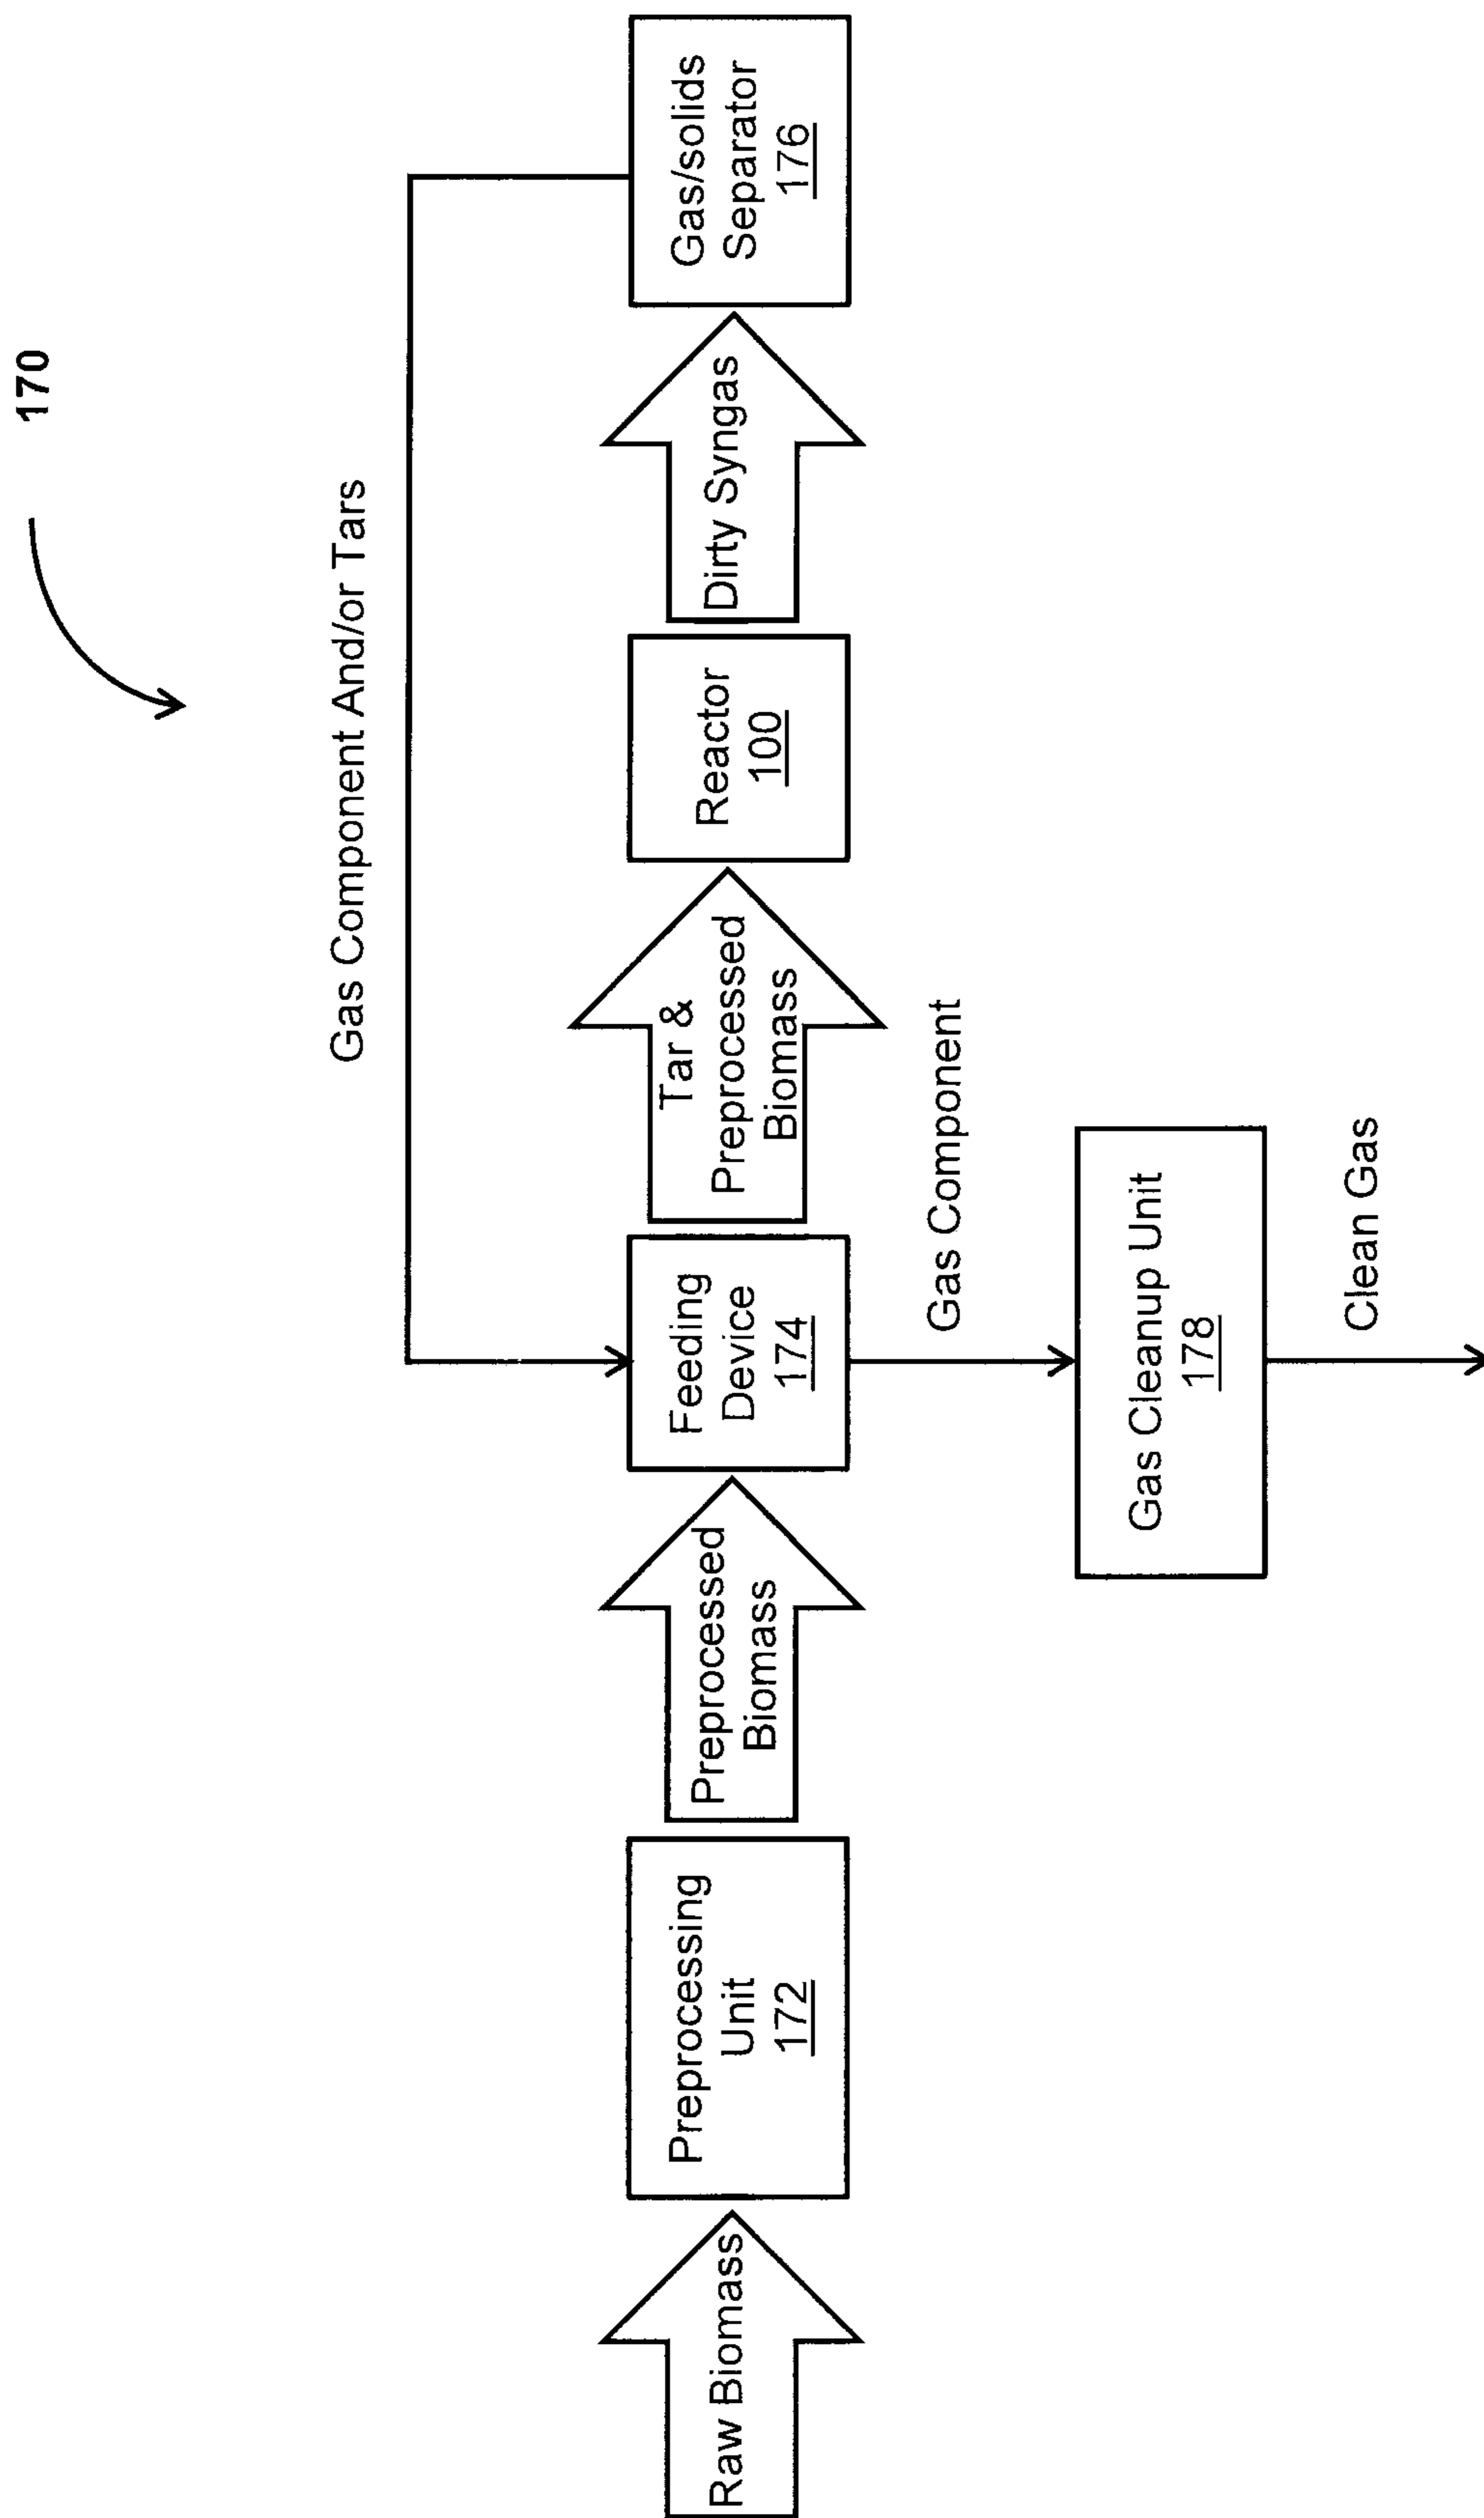 170
Gas Component And/or Tars
Raw Biomass
Preprocessing
Unit
172
Preprocessed
Biomass
Feeding
Device
174
Tar &
Preprocessed
Biomass
Reactor
100
Dirty Syngas
Gas/solids
Separator
176
Gas Component
Gas Cleanup Unit
178
Clean Gas